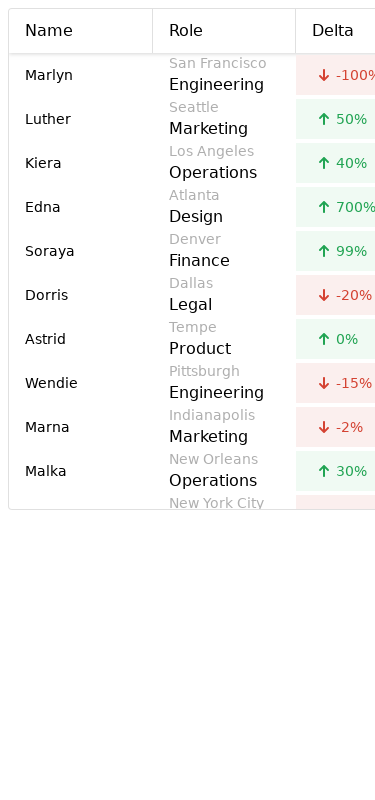 Name Role Delta
San Francisco
Marlyn Engineering -100%
Seattle
Luther Marketing 50%
Los Angeles
Kiera Operations 40%
Atlanta
Edna Design 700%
Denver
Soraya Finance 99%
Dallas
Dorris Legal -20%
Tempe
Astrid Product 0%
Pittsburgh
Wendie Engineering -15%
Indianapolis
Marna Marketing -2%
New Orleans
Malka Operations 30%
New York City